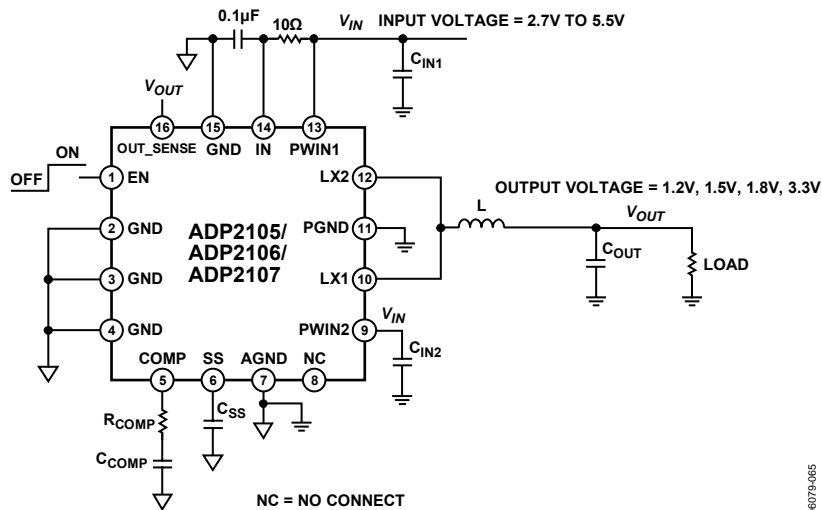 0.1µF
10Ω
VIN
INPUT VOLTAGE = 2.7V TO 5.5V
CIN1
VOUT
16
15
14
13
OUT_SENSE
GND
IN
PWIN1
ON
OFF
1
EN
LX2
12
OUTPUT VOLTAGE = 1.2V, 1.5V, 1.8V, 3.3V
L
VOUT
2
GND
ADP2105/
ADP2106/
ADP2107
PGND
11
COUT
LOAD
3
GND
LX1
10
4
GND
PWIN2
9
VIN
CIN2
COMP
SS
AGND
NC
5
6
7
8
RCOMP
CSS
CCOMP
NC = NO CONNECT
06079-065